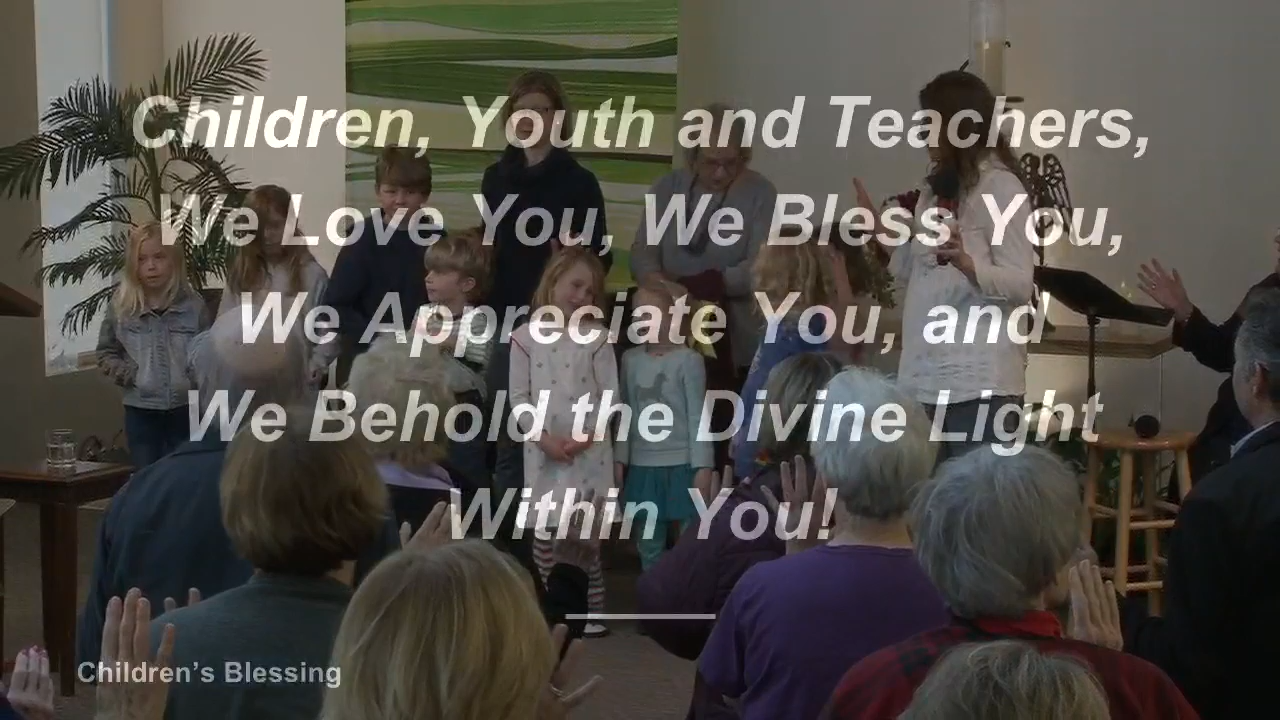 Children, Youth and Teachers,
We Love You, We Bless You,
We Appreciate You, and
We Behold the Divine Light
Within You!
Children’s Blessing